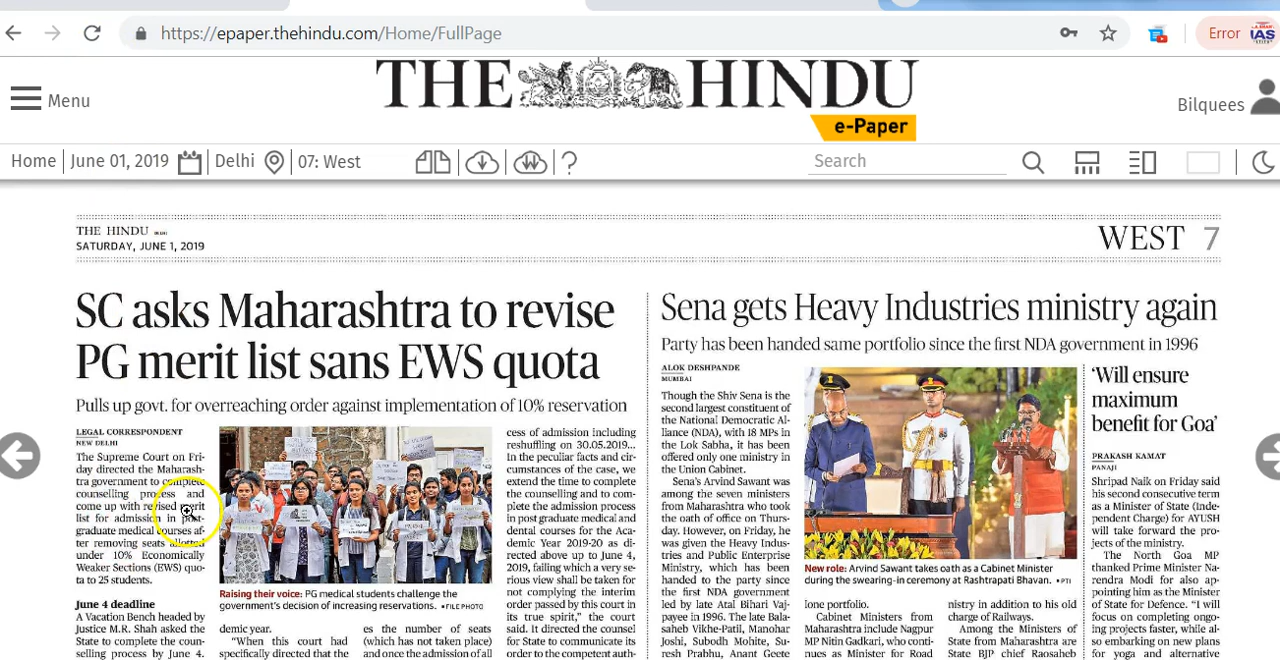 https://epaper.thehindu.com/Home/FullPage
Error
IAS
Menu
THE HINDU
e-Paper
Bilquees
Home
June 01, 2019
Delhi
07: West
?
Search
THE HINDU
SATURDAY, JUNE 1, 2019
WEST 7
SC asks Maharashtra to revise
PG merit list sans EWS quota
Pulls up govt. for overreaching order against implementation of 10% reservation
LEGAL CORRESPONDENT
NEW DELHI
The Supreme Court on Fri-
day directed the Maharash-
tra government to complete
counselling process and
come up with revised merit
list for admission in post-
graduate medical courses af-
ter removing seats allotted
under 10% Economically
Weaker Sections (EWS) quo-
ta to 25 students.
June 4 deadline
A Vacation Bench headed by
Justice M.R. Shah asked the
State to complete the coun-
selling process by June 4.
Raising their voice: PG medical students challenge the
government's decision of increasing reservations. •FILE PHOTO
demic year.
"When this court had
specifically directed that the
es the number of seats
(which has not taken place)
and once the admission of all
cess of admission including
reshuffling on 30.05.2019...
In the peculiar facts and cir-
cumstances of the case, we
extend the time to complete
the counselling and to com-
plete the admission process
in post graduate medical and
dental courses for the Aca-
demic Year 2019-20 as di-
rected above up to June 4,
2019, failing which a very se-
rious view shall be taken for
not complying the interim
order passed by this court in
its true spirit," the court
said. It directed the counsel
for State to communicate its
order to the competent auth-
Sena gets Heavy Industries ministry again
Party has been handed same portfolio since the first NDA government in 1996
ALOK DESHPANDE
MUMBAI
Though the Shiv Sena is the
second largest constituent of
the National Democratic Al-
liance (NDA), with 18 MPs in
the Lok Sabha, it has been
offered only one ministry in
the Union Cabinet.
Sena's Arvind Sawant was
among the seven ministers
from Maharashtra who took
the oath of office on Thurs-
day. However, on Friday, he
was given the Heavy Indus-
tries and Public Enterprise
Ministry, which has been
handed to the party since
the first NDA government
led by late Atal Bihari Vaj-
payee in 1996. The late Bala-
saheb Vikhe-Patil, Manohar
Joshi, Subodh Mohite, Su-
resh Prabhu, Anant Geete
New role: Arvind Sawant takes oath as a Cabinet Minister
during the swearing-in ceremony at Rashtrapati Bhavan. •PTI
lone portfolio.
Cabinet Ministers from
Maharashtra include Nagpur
MP Nitin Gadkari, who conti-
nues as Minister for Road
nistry in addition to his old
charge of Railways.
Among the Ministers of
State from Maharashtra are
State BJP chief Raosaheb
'Will ensure
maximum
benefit for Goa'
PRAKASH KAMAT
PANAJI
Shripad Naik on Friday said
his second consecutive term
as a Minister of State (Inde-
pendent Charge) for AYUSH
will take forward the pro-
jects of the ministry.
The North Goa MP
thanked Prime Minister Na-
rendra Modi for also ap-
pointing him as the Minister
of State for Defence. "I will
focus on completing ongo-
ing projects faster, while al-
so embarking on new plans
for yoga and alternative